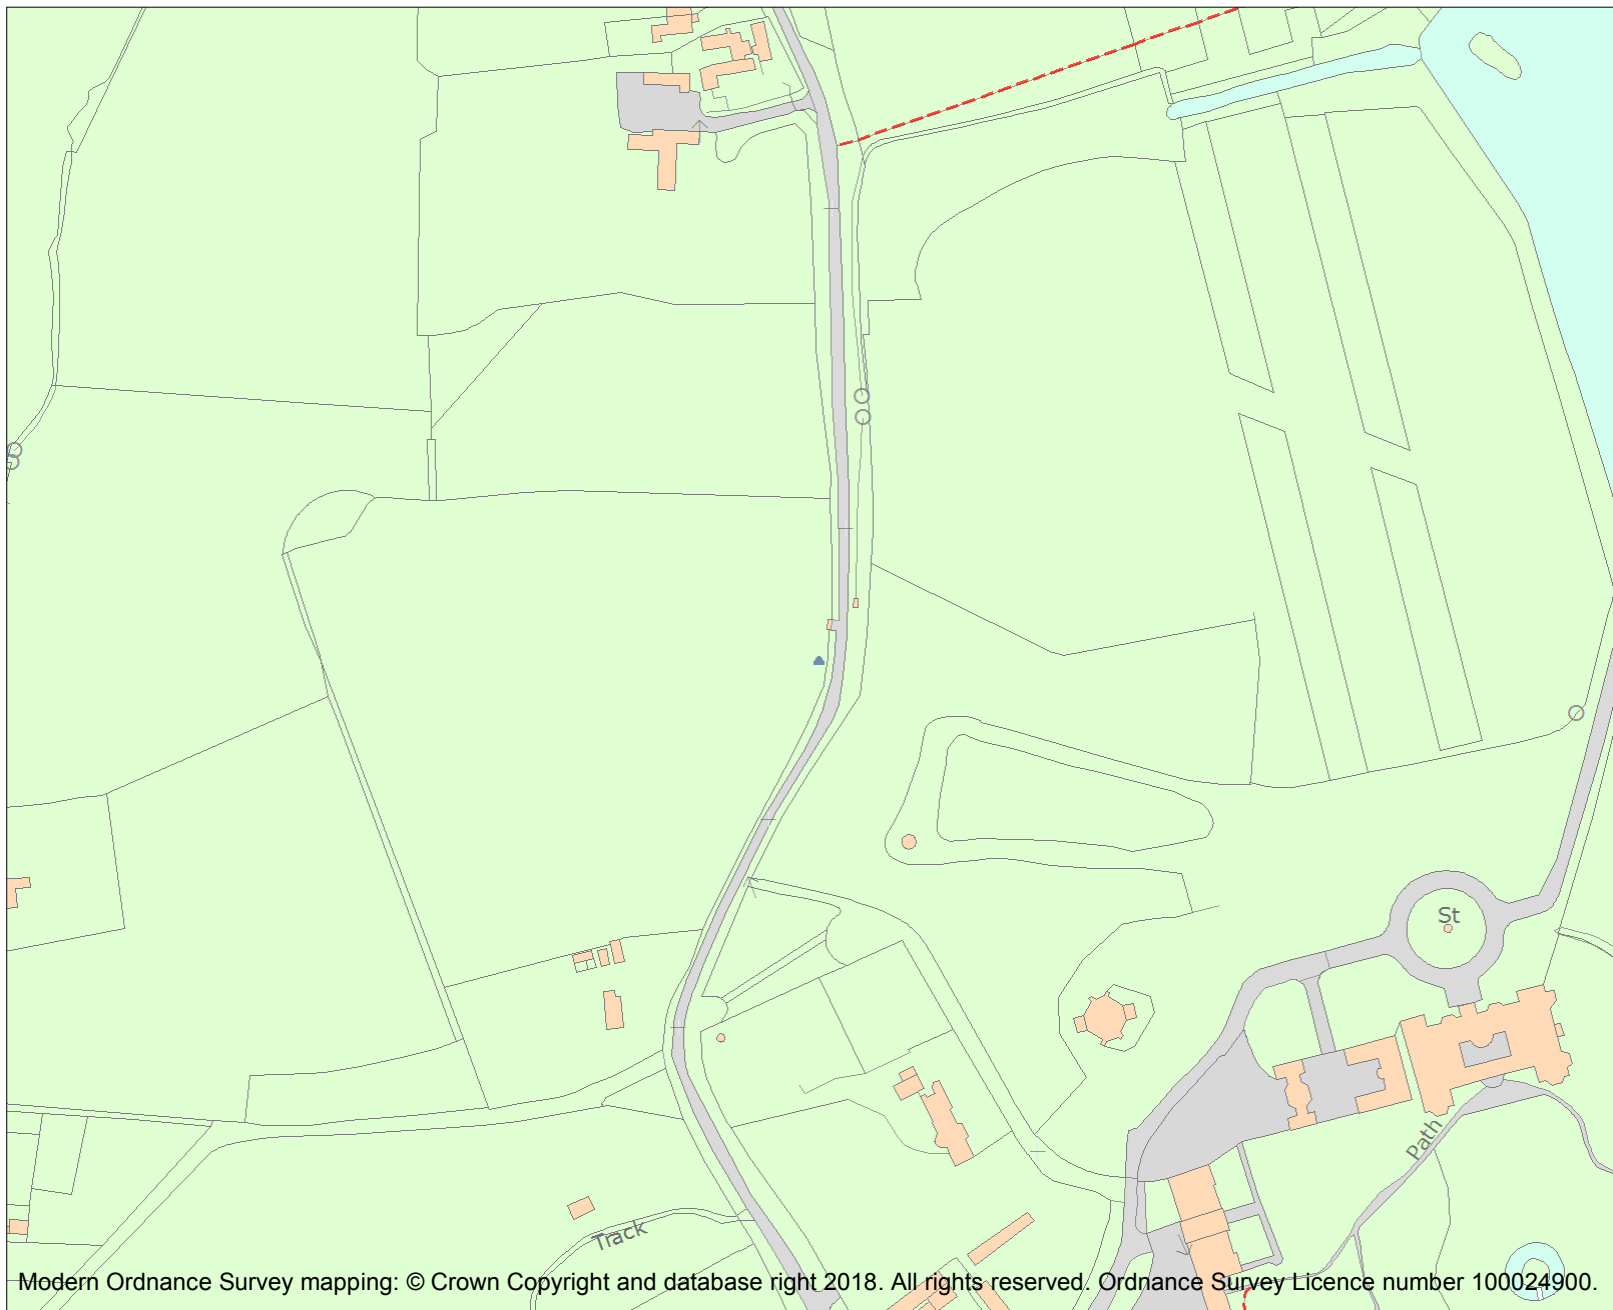 St
Path
Track
Modern Ordnance Survey mapping: © Crown Copyright and database right 2018. All rights reserved. Ordnance Survey Licence number 100024900.